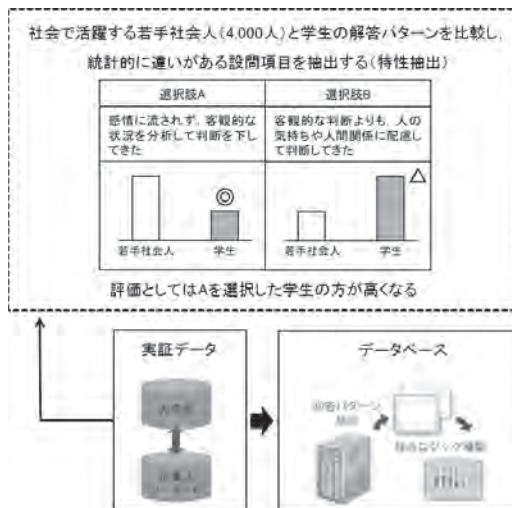 社会で活躍する若手社会人(4,000人)と学生の解答パターンを比較し、
統計的に違いがある設問項目を抽出する(特性抽出)
選択肢A
選択肢B
感情に流されず、客観的な
状況を分析して判断を下し
てきた
客観的な判断よりも、人の
気持ちや人間関係に配慮し
て判断してきた
◎
△
若手社会人
学生
若手社会人
学生
評価としてはAを選択した学生の方が高くなる
実証データ
データベース